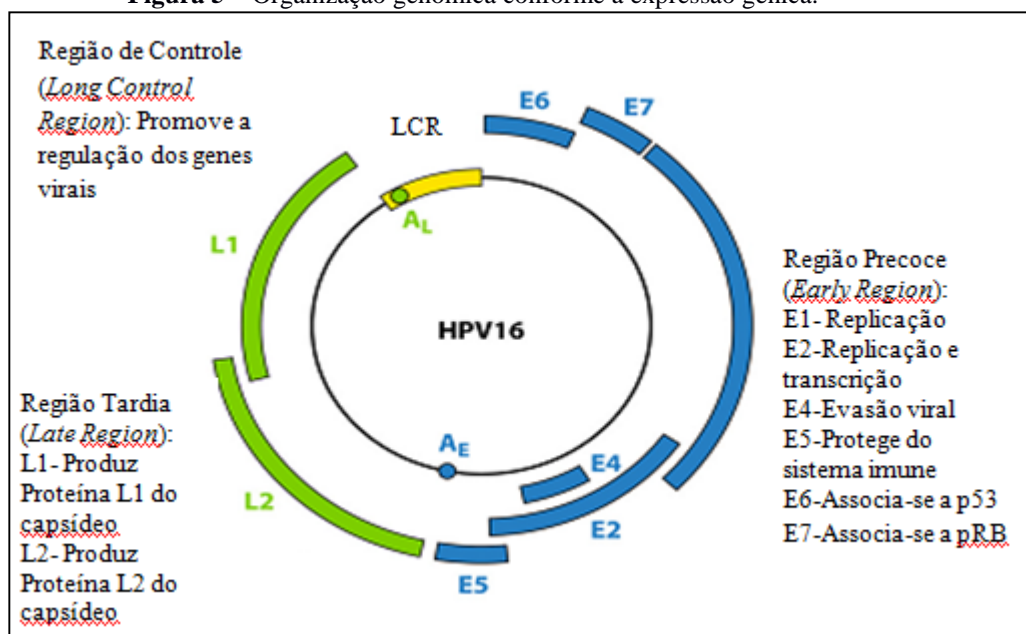 Figura 3 – Organização genômica conforme a expressão gênica.
Região de Controle
(Long Control
Region): Promove a
regulação dos genes
virais
LCR
E6
E7
A_L
L1
HPV16
Região Precoce
(Early Region):
E1- Replicação
E2-Replicação e
transcrição
E4-Evasão viral
E5-Protege do
sistema imune
E6-Associa-se a p53
E7-Associa-se a pRB
Região Tardia
(Late Region):
L1- Produz
Proteína L1 do
capsídeo
L2- Produz
Proteína L2 do
capsídeo
A_E
E4
L2
E2
E5